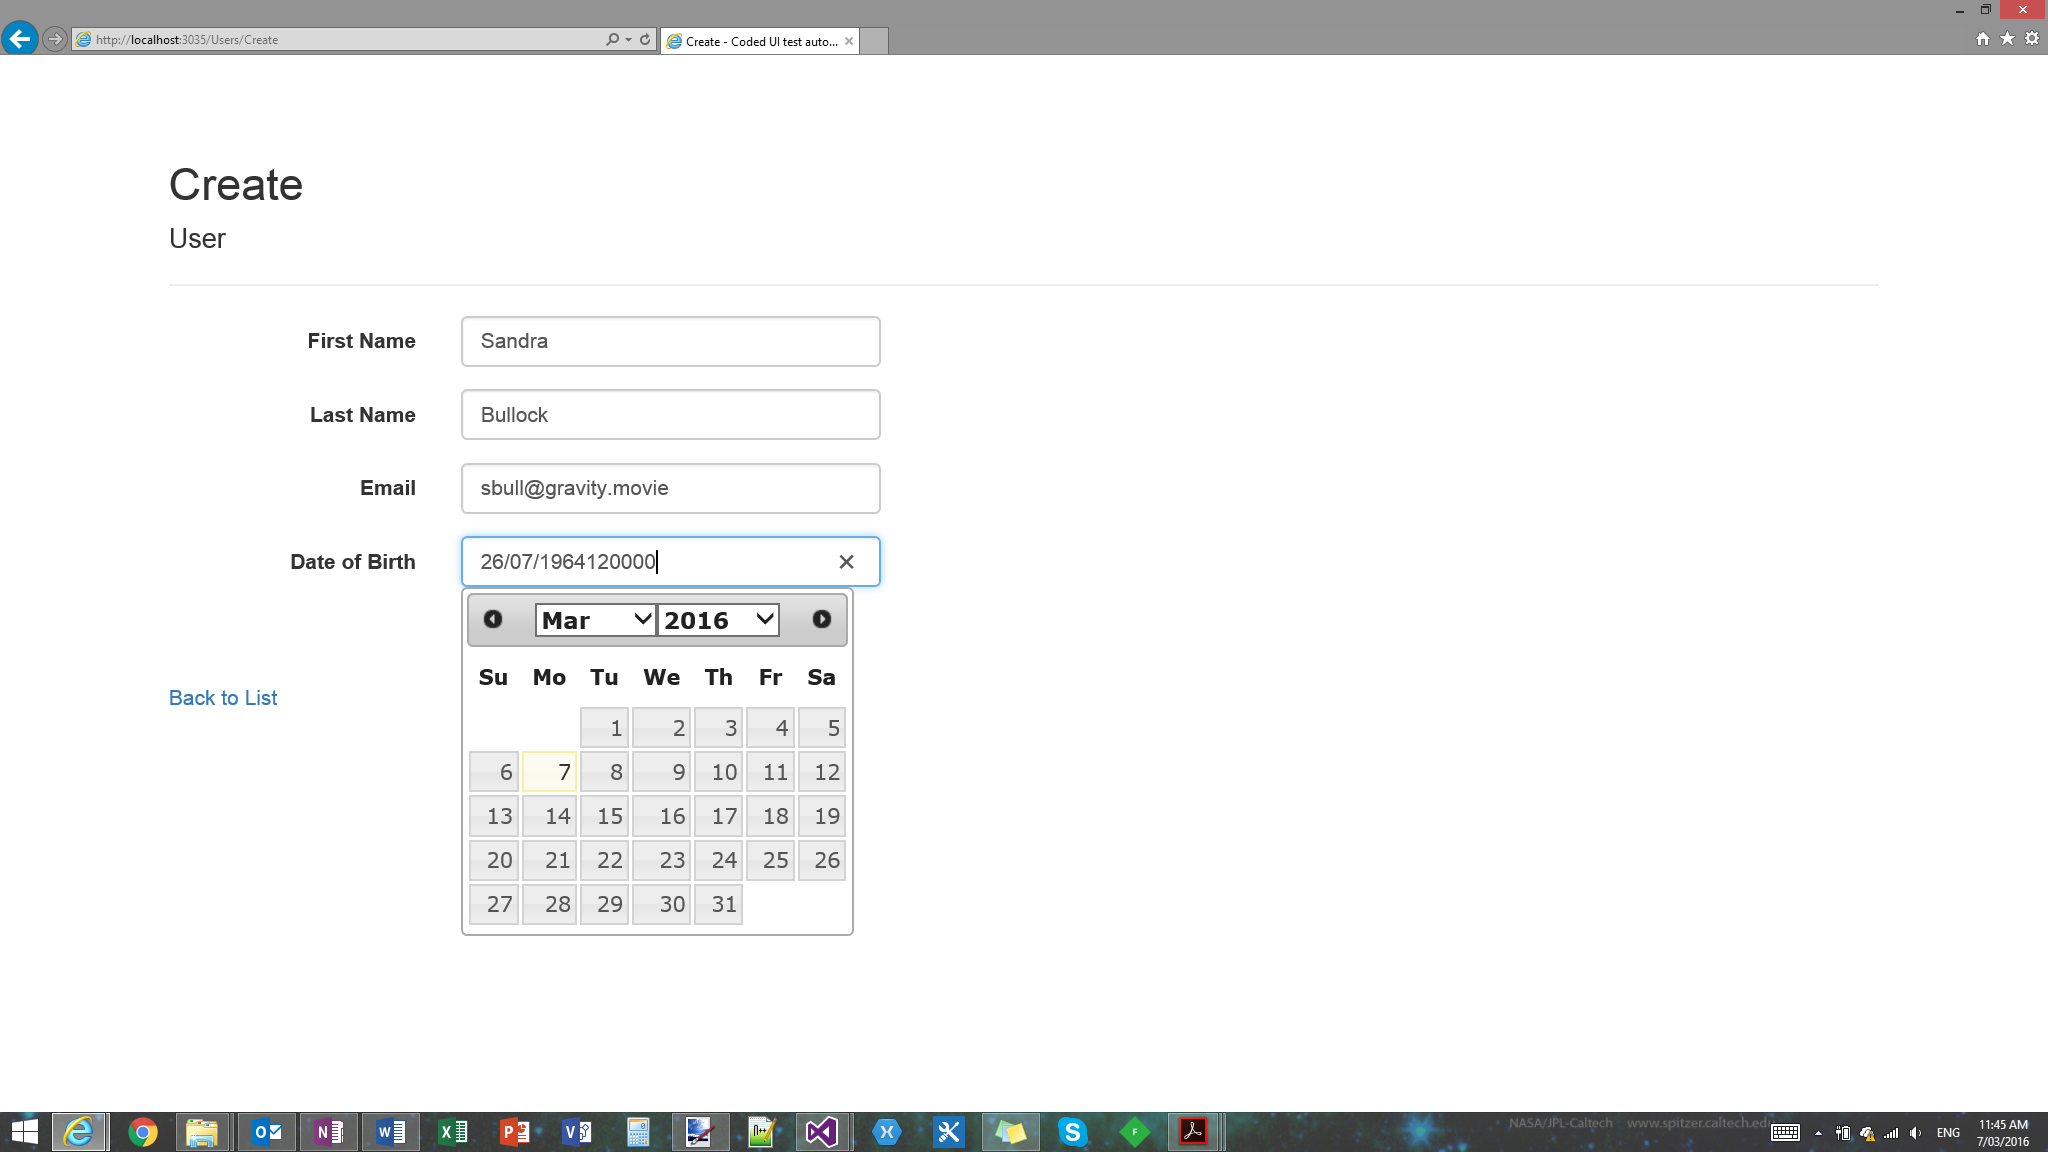 http://localhost:3035/Users/Create
Create - Coded UI test auto...
Create
User
First Name
Sandra
Last Name
Bullock
Email
sbull@gravity.movie
Date of Birth
26/07/1964120000
Mar 2016
Su Mo Tu We Th Fr Sa
1 2 3 4 5
6 7 8 9 10 11 12
13 14 15 16 17 18 19
20 21 22 23 24 25 26
27 28 29 30 31
Back to List
NASA/JPL-Caltech www.spitzer.caltech.ed
ENG
11:45 AM
7/03/2016